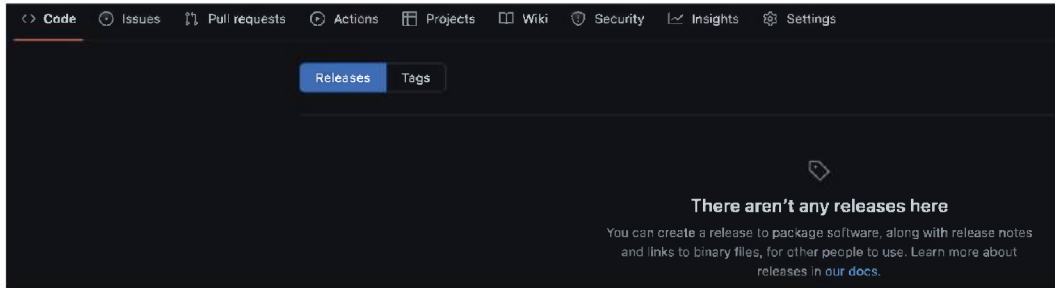 Code Issues Pull requests Actions Projects Wiki Security Insights Settings
Releases Tags
There aren't any releases here
You can create a release to package software, along with release notes
and links to binary files, for other people to use. Learn more about
releases in our docs.